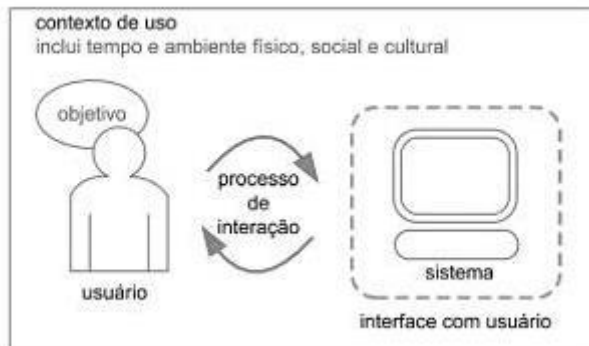 contexto de uso
inclui tempo e ambiente físico, social e cultural
objetivo
processo
de
interação
usuário
sistema
interface com usuário